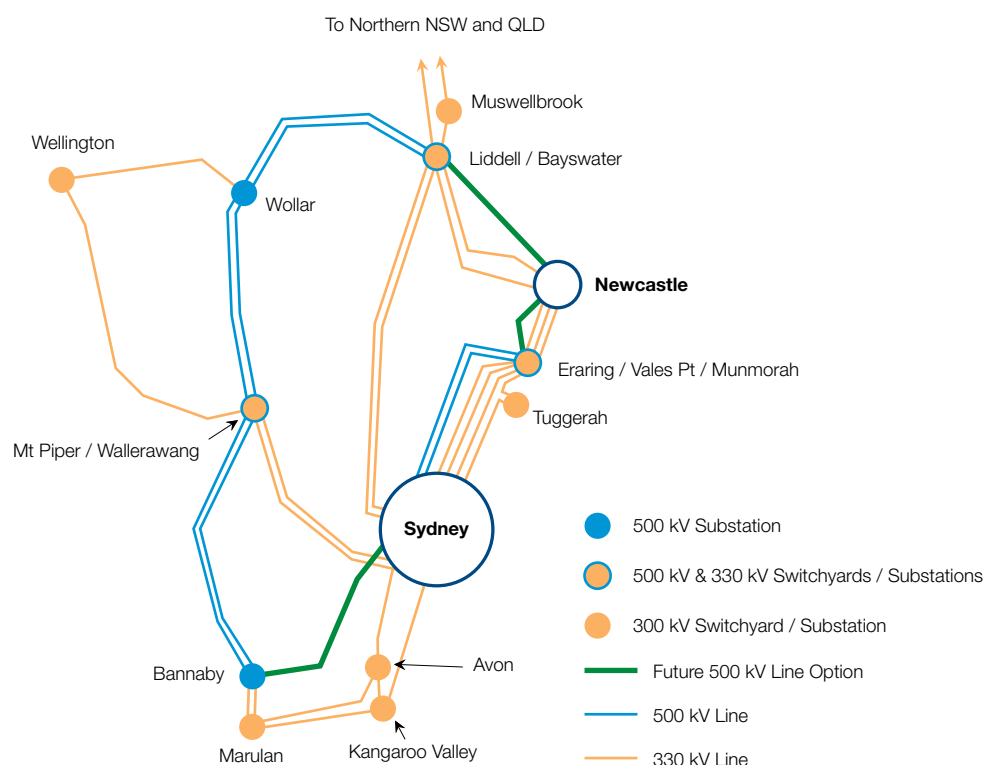 To Northern NSW and QLD
Muswellbrook
Wellington
Liddell / Bayswater
Wollar
Newcastle
Eraring / Vales Pt / Munmorah
Tuggerah
Mt Piper / Wallerawang
Sydney
500 kV Substation
500 kV & 330 kV Switchyards / Substations
300 kV Switchyard / Substation
Bannaby
Avon
Future 500 kV Line Option
500 kV Line
Marulan
Kangaroo Valley
330 kV Line